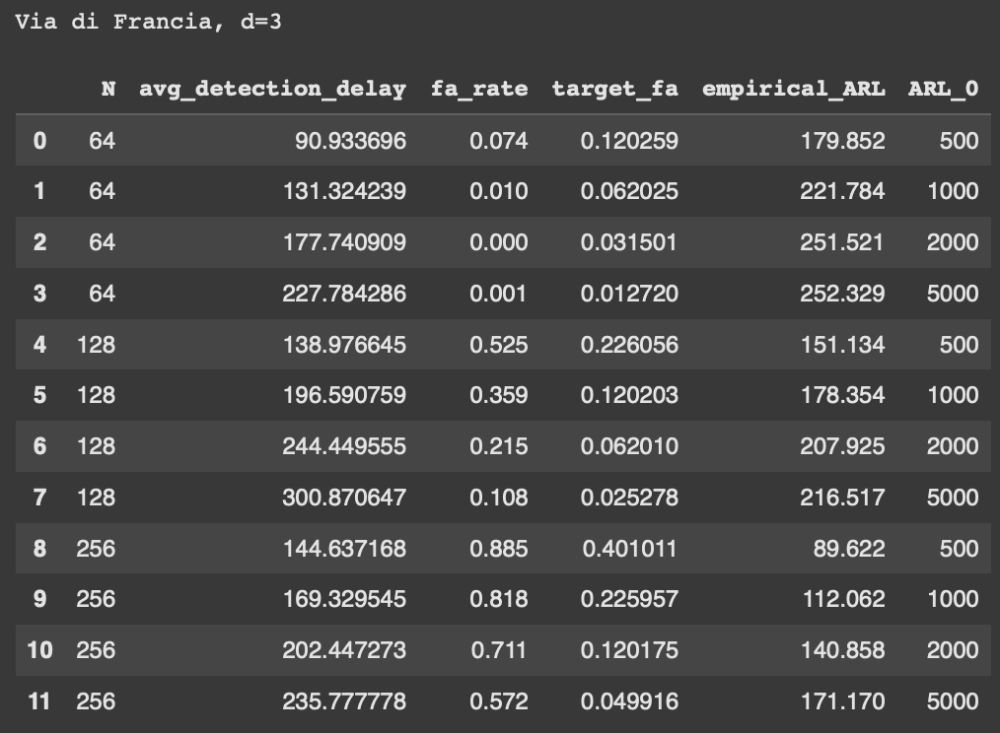 Via di Francia, d=3
N avg_detection_delay fa_rate target_fa empirical_ARL ARL_0
0 64 90.933696 0.074 0.120259 179.852 500
1 64 131.324239 0.010 0.062025 221.784 1000
2 64 177.740909 0.000 0.031501 251.521 2000
3 64 227.784286 0.001 0.012720 252.329 5000
4 128 138.976645 0.525 0.226056 151.134 500
5 128 196.590759 0.359 0.120203 178.354 1000
6 128 244.449555 0.215 0.062010 207.925 2000
7 128 300.870647 0.108 0.025278 216.517 5000
8 256 144.637168 0.885 0.401011 89.622 500
9 256 169.329545 0.818 0.225957 112.062 1000
10 256 202.447273 0.711 0.120175 140.858 2000
11 256 235.777778 0.572 0.049916 171.170 5000